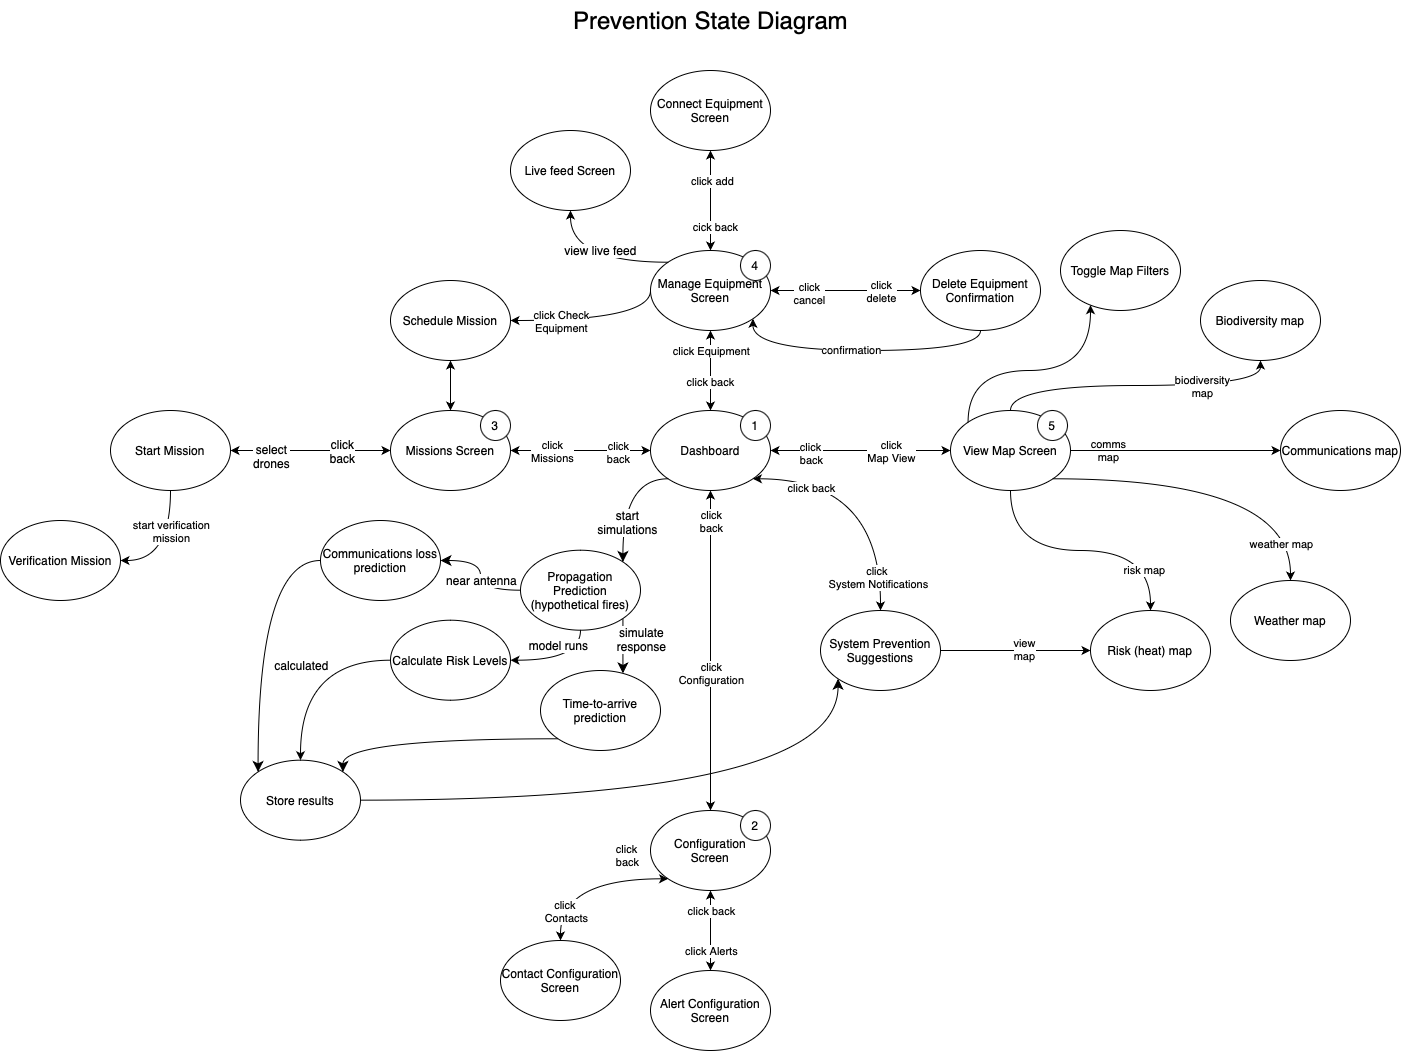 Prevention State Diagram
Connect Equipment
Screen
Live feed Screen
click add
cick back
view live feed
4
Manage Equipment
Screen
click
cancel
click
delete
Delete Equipment
Confirmation
Toggle Map Filters
Biodiversity map
Schedule Mission
click Check
Equipment
confirmation
click Equipment
click back
biodiversity
map
Start Mission
select
drones
click
back
3
Missions Screen
click
Missions
click
back
1
Dashboard
click
back
click
Map View
5
View Map Screen
comms
map
Communications map
click back
start verification
mission
Verification Mission
start
simulations
click
back
Communications loss
prediction
near antenna
Propagation
Prediction
(hypothetical fires)
click
System Notifications
weather map
risk map
model runs
simulate
response
Calculate Risk Levels
calculated
click
Configuration
System Prevention
Suggestions
view
map
Risk (heat) map
Weather map
Time-to-arrive
prediction
Store results
2
Configuration
Screen
click
back
click
Contacts
click back
click Alerts
Contact Configuration
Screen
Alert Configuration
Screen